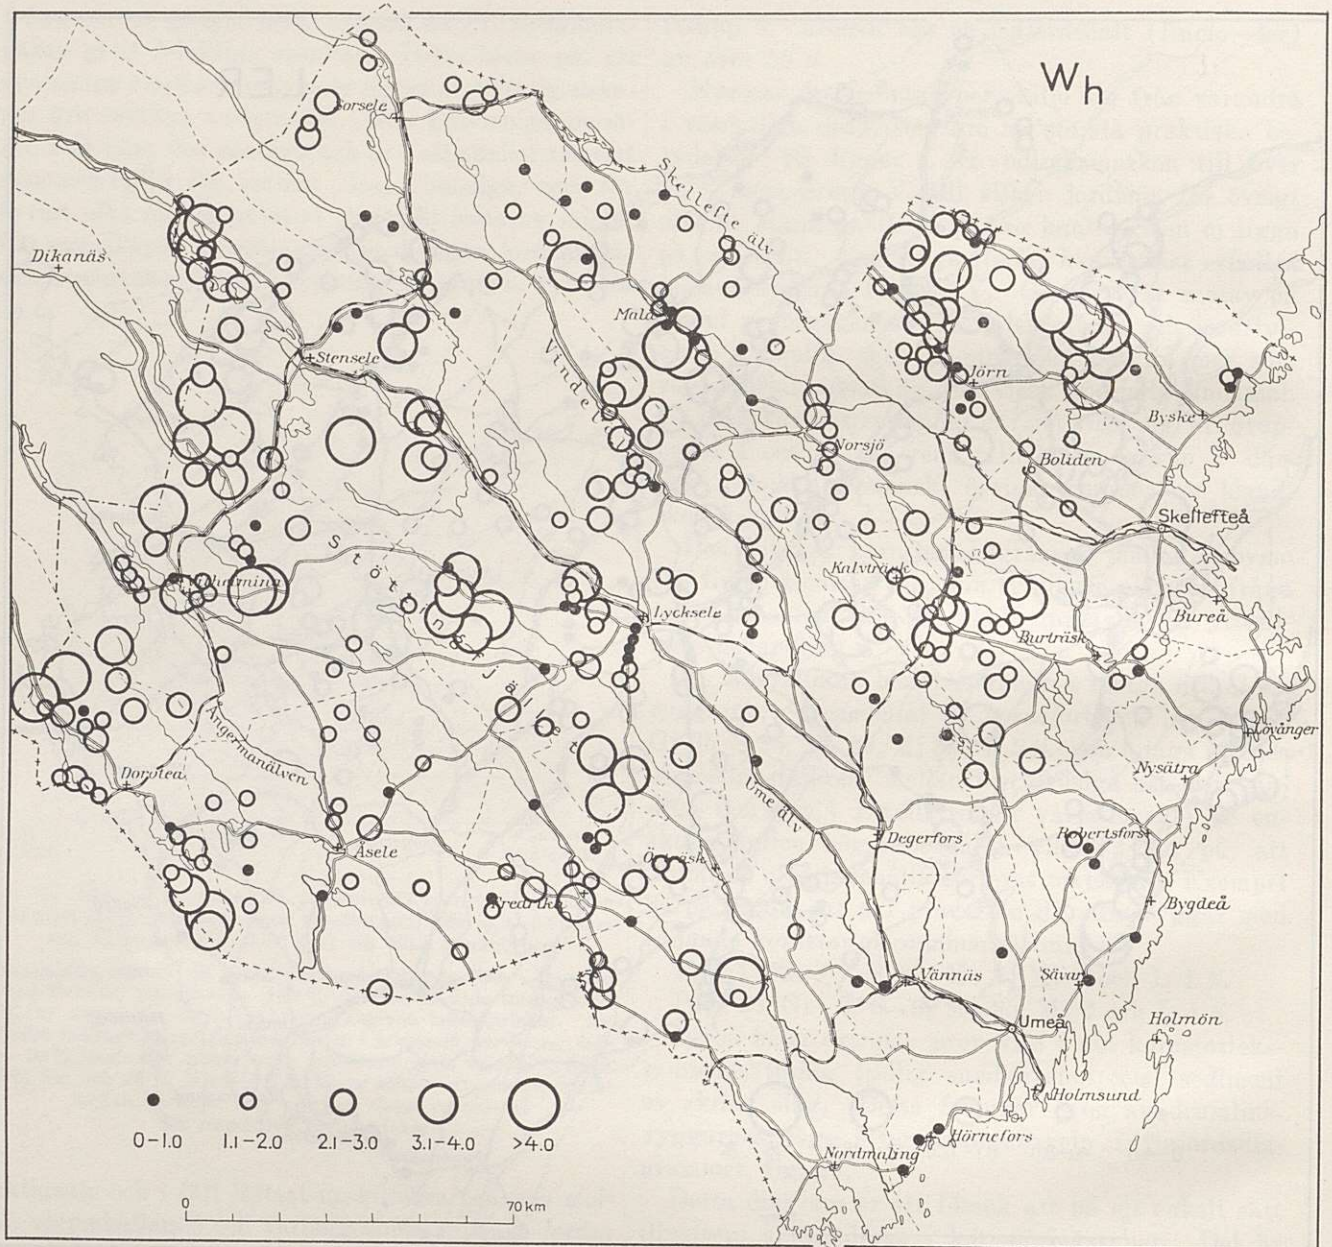 Wh
Sorsele
Skellefte älv
Dikanäs
Malå
Stensele
Vindel
Jörn
Byske
Norsjö
Boliden
Skellefteå
Stöttingfjället
Vilhelmina
Kalvträsk
Lycksele
Bureå
Burträsk
Ångermanälven
Lövånger
Dorotea
Nysätra
Ume älv
Degerfors
Robertsfors
Åsele
Örträsk
Fredrika
Bygdeå
Vännäs
Sävar
Holmön
Umeå
Holmsund
Hörnefors
Nordmaling
0-1.0 1.1-2.0 2.1-3.0 3.1-4.0 >4.0
0 70 km